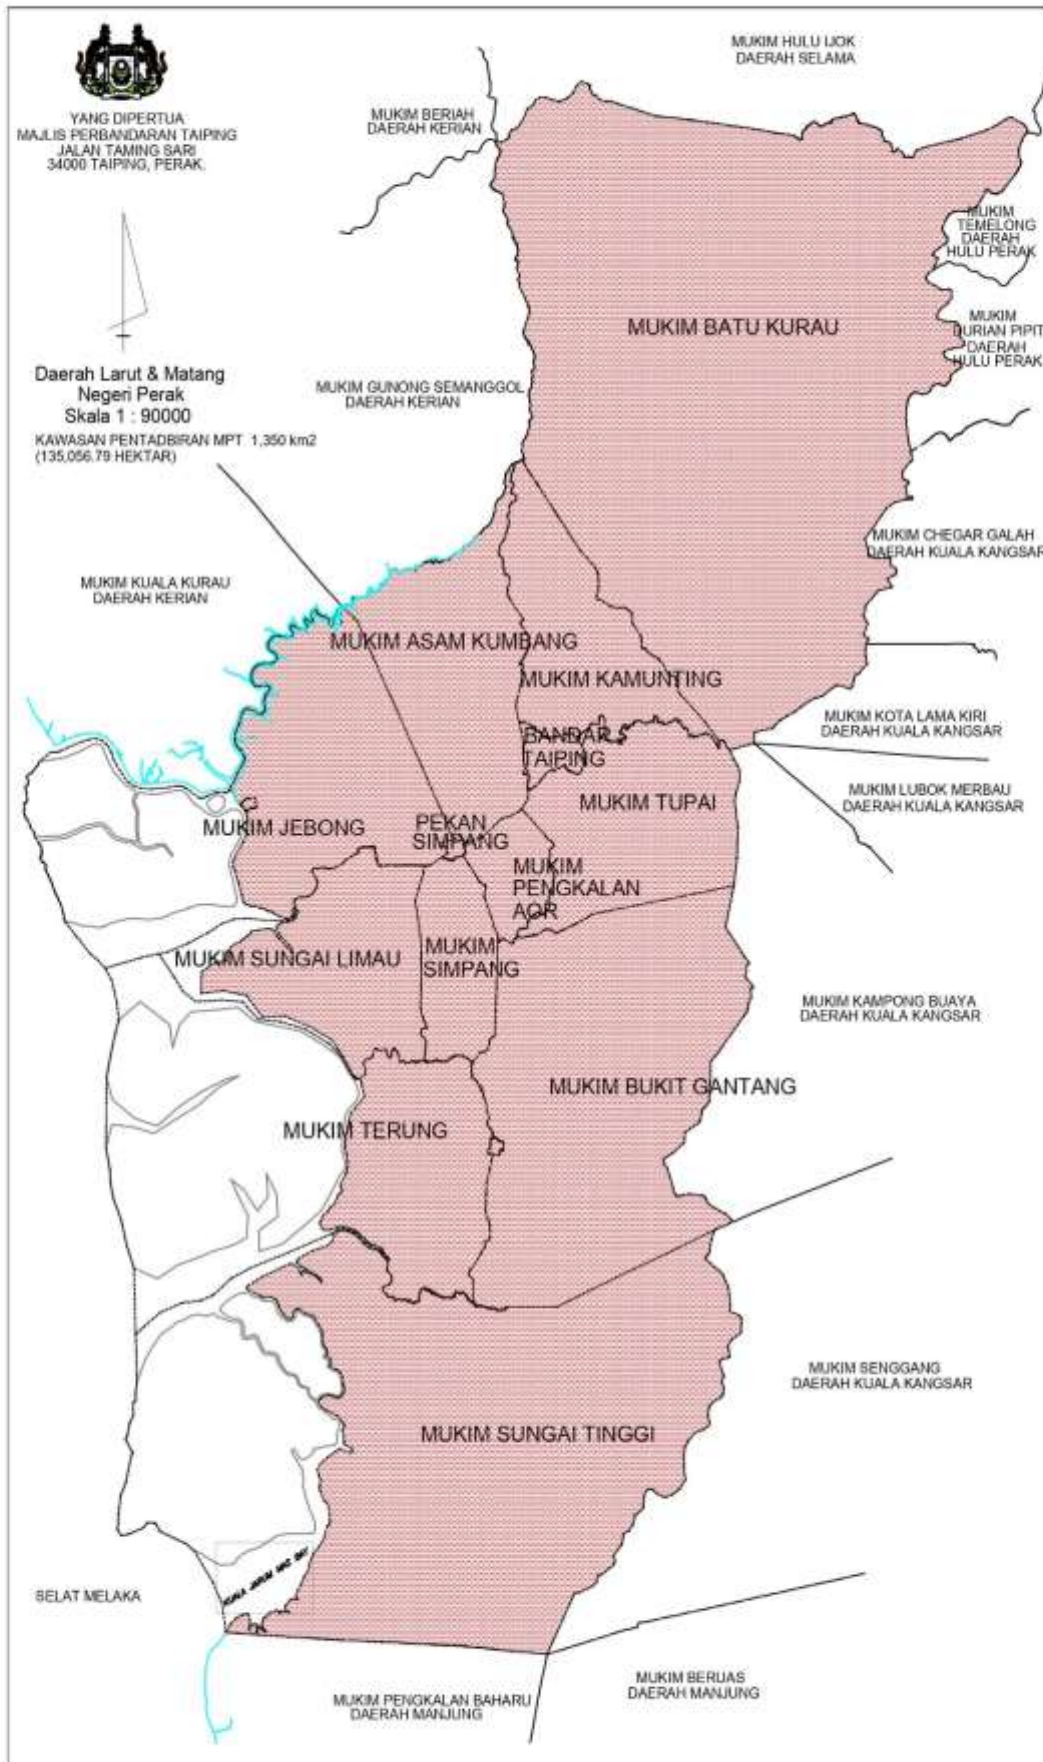 MUKIM HULU IJOK
DAERAH SELAMA
YANG DIPERTUA
MAJLIS PERBANDARAN TAIPING
JALAN TAMING SARI
34000 TAIPING, PERAK.
MUKIM BERIAH
DAERAH KERIAN
MUKIM
TEMELONG
DAERAH
HULU PERAK
MUKIM BATU KURAU
MUKIM
DURIAN PIPIT
DAERAH
HULU PERAK
Daerah Larut & Matang
Negeri Perak
Skala 1 : 90000
KAWASAN PENTADBIRAN MPT 1,350 km2
(135,056.79 HEKTAR)
MUKIM GUNONG SEMANGGOL
DAERAH KERIAN
MUKIM CHEGAR GALAH
DAERAH KUALA KANGSAR
MUKIM KUALA KURAU
DAERAH KERIAN
MUKIM ASAM KUMBANG
MUKIM KAMUNTING
MUKIM KOTA LAMA KIRI
DAERAH KUALA KANGSAR
BANDAR
TAIPING
MUKIM LUBOK MERBAU
DAERAH KUALA KANGSAR
MUKIM TUPAI
MUKIM JEBONG
PEKAN
SIMPANG
MUKIM
PENGKALAN
AOR
MUKIM SUNGAI LIMAU
MUKIM
SIMPANG
MUKIM KAMPONG BUAYA
DAERAH KUALA KANGSAR
MUKIM BUKIT GANTANG
MUKIM TERUNG
MUKIM SENGGANG
DAERAH KUALA KANGSAR
MUKIM SUNGAI TINGGI
KUALA JARUM MAS BAY
SELAT MELAKA
MUKIM BERUAS
DAERAH MANJUNG
MUKIM PENGKALAN BAHARU
DAERAH MANJUNG